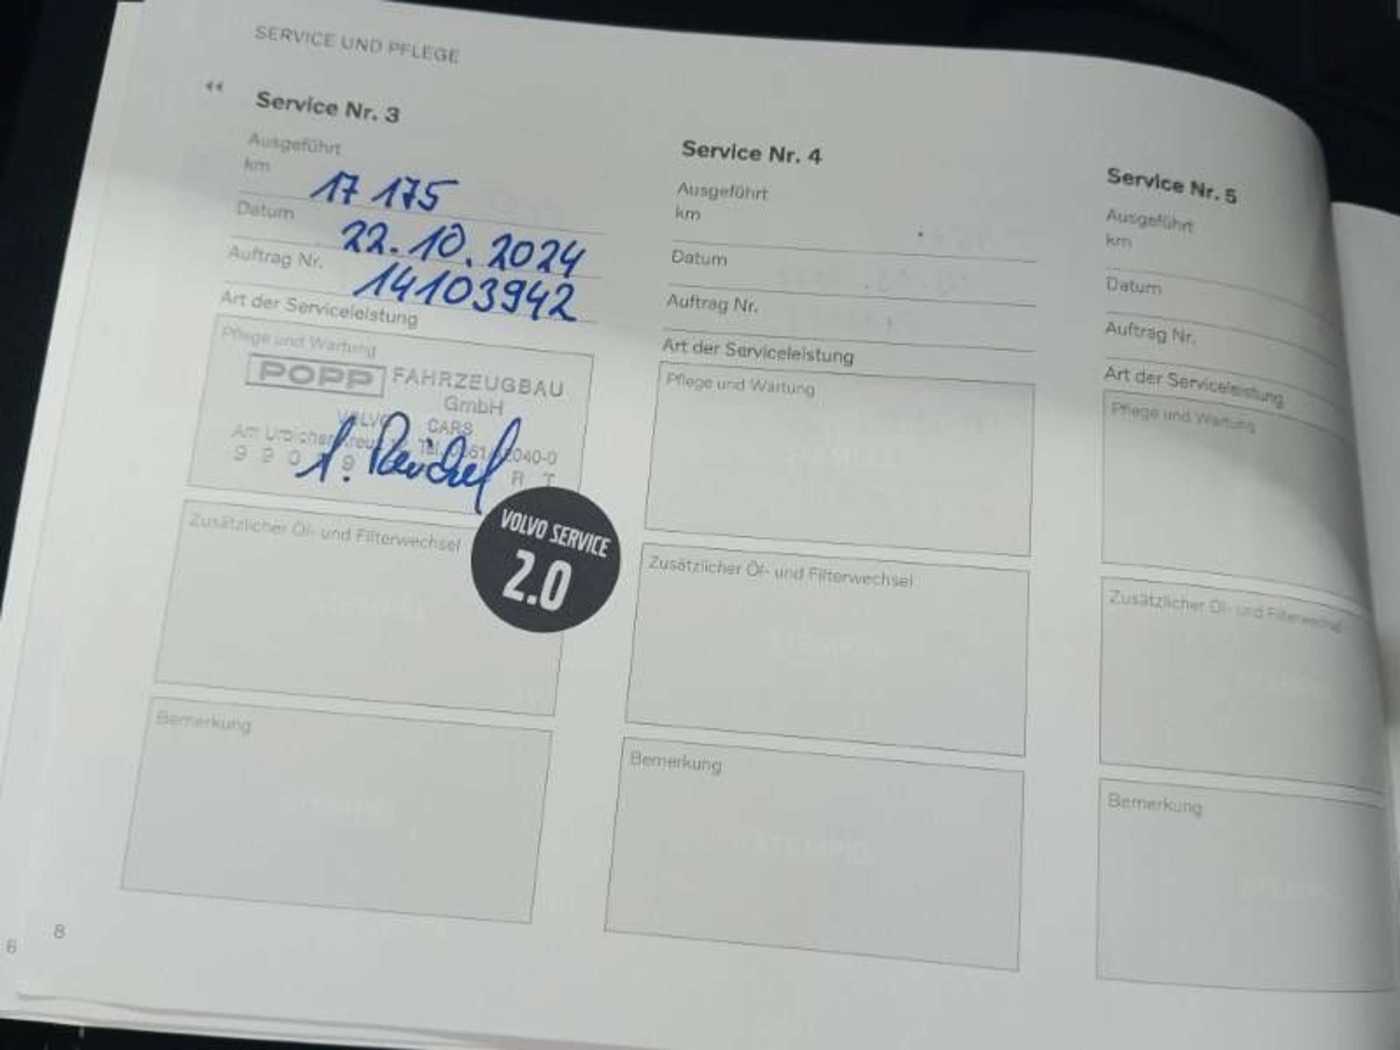 SERVICE UND PFLEGE
Service Nr. 3
Ausgeführt
km
17 175
Datum
22.10.2024
Auftrag Nr.
14103942
Art der Serviceleistung
Pflege und Wartung
POPP FAHRZEUGBAU
GmbH
VOLVO CARS
Am
VOLVO SERVICE
2.0
Zusätzlicher Öl- und Filterwechsel
Bemerkung
Service Nr. 4
Ausgeführt
km
Datum
Auftrag Nr.
Art der Serviceleistung
Pflege und Wartung
Zusätzlicher Öl- und Filterwechsel
Bemerkung
Service Nr. 5
Ausgeführt
km
Datum
Auftrag Nr.
Art der Serviceleistung
Pflege und Wartung
Zusätzlicher Öl- und Filterwechsel
Bemerkung
8
6